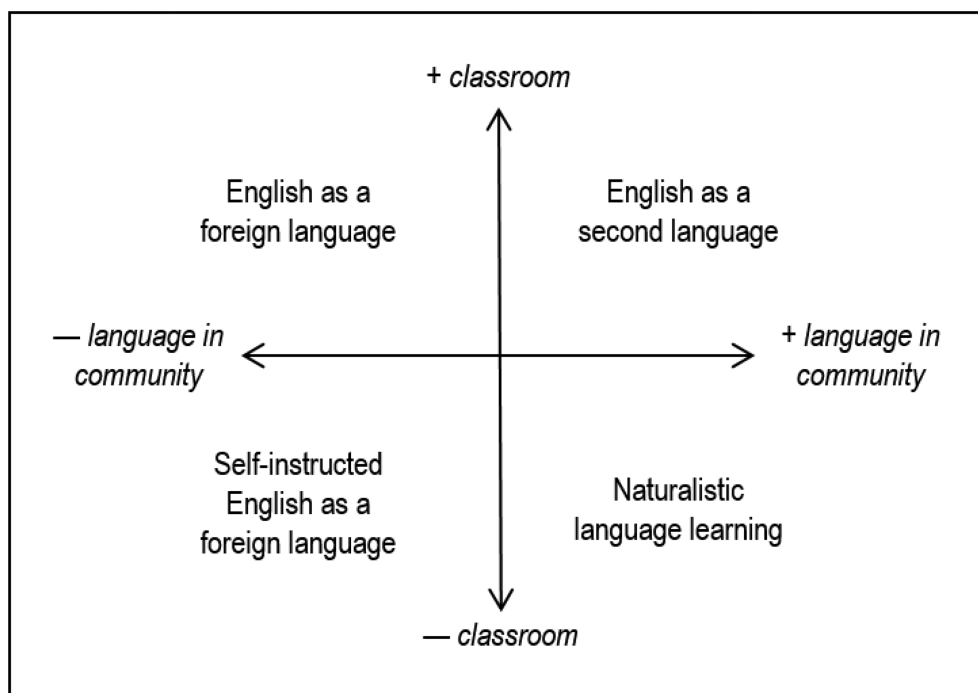 + classroom
English as a
foreign language
English as a
second language
— language in
community
+ language in
community
Self-instructed
English as a
foreign language
Naturalistic
language learning
— classroom